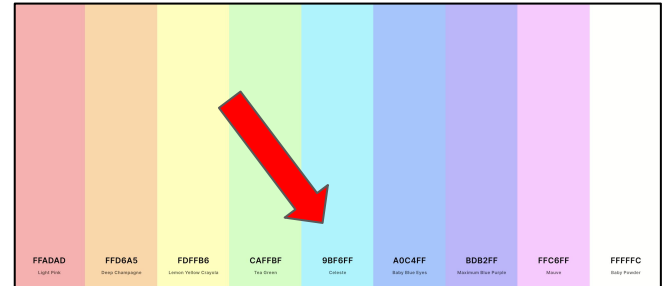 FFADAD FFD6A5 FDFFB6 CAFFBF 9BF6FF A0C4FF BDB2FF FFC6FF FFFFFC
Light Pink Deep Champagne Lemon Yellow Crayola Tea Green Celeste Baby Blue Eyes Maximum Blue Purple Mauve Baby Powder